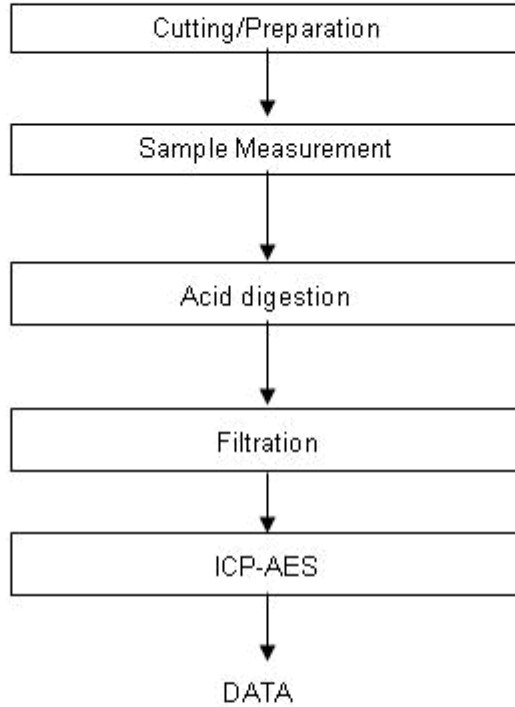 Cutting/Preparation
Sample Measurement
Acid digestion
Filtration
ICP-AES
DATA